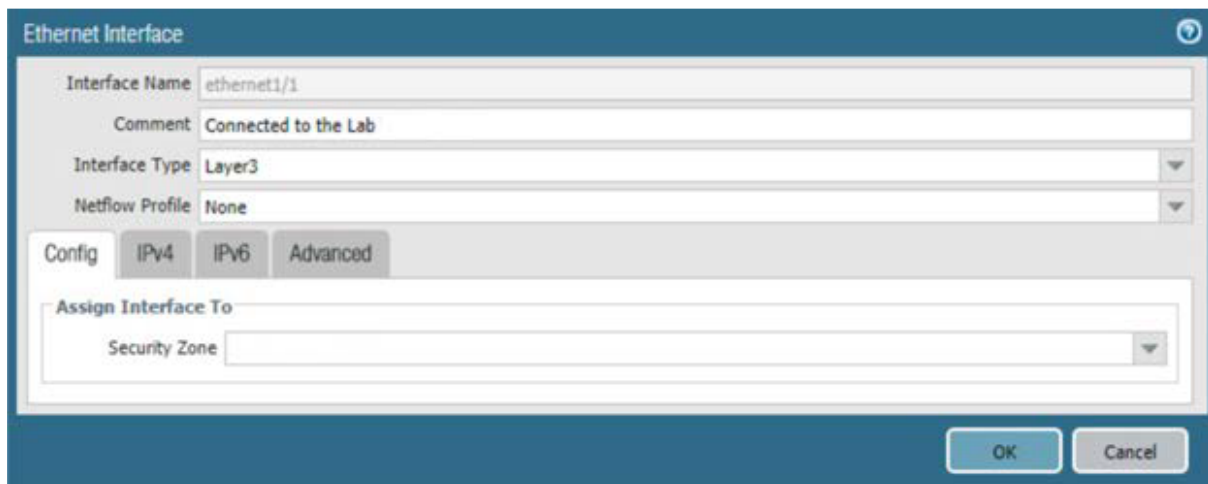 Ethernet Interface
Interface Name ethernet1/1
Comment Connected to the Lab
Interface Type Layer3
Netflow Profile None
Config IPv4 IPv6 Advanced
Assign Interface To
Security Zone
OK Cancel